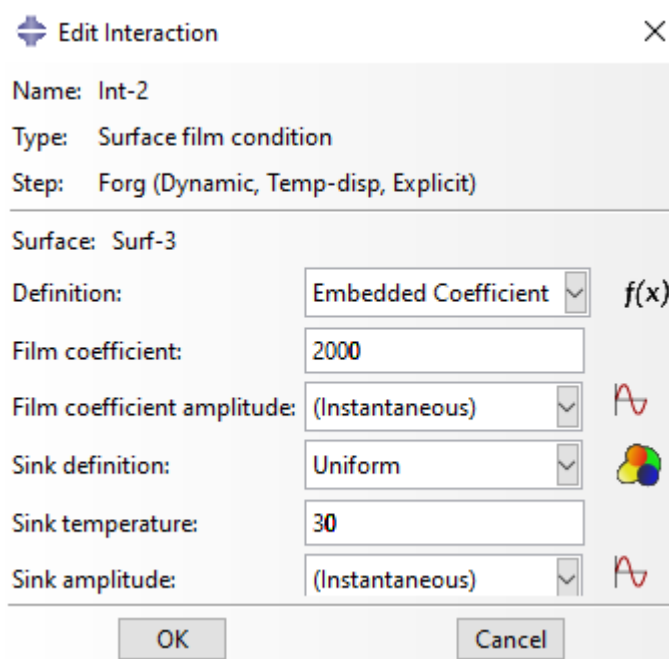 Edit Interaction
Name: Int-2
Type: Surface film condition
Step: Forg (Dynamic, Temp-disp, Explicit)
Surface: Surf-3
Definition: Embedded Coefficient f(x)
Film coefficient: 2000
Film coefficient amplitude: (Instantaneous)
Sink definition: Uniform
Sink temperature: 30
Sink amplitude: (Instantaneous)
OK Cancel